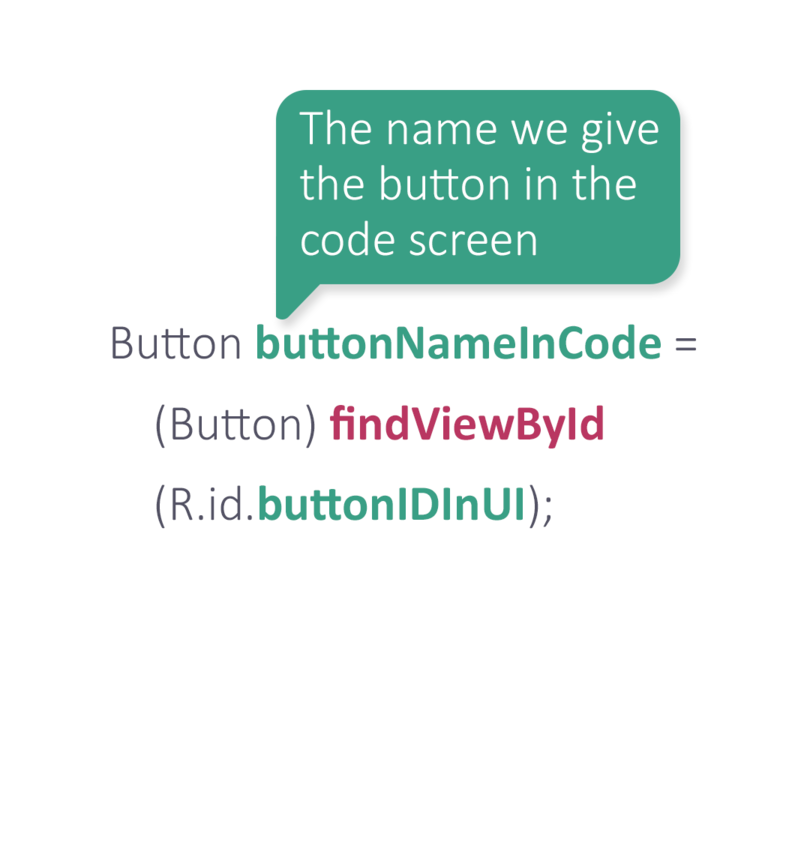 The name we give
the button in the
code screen
Button buttonNameInCode =
(Button) findViewById
(R.id.buttonIDInUI);